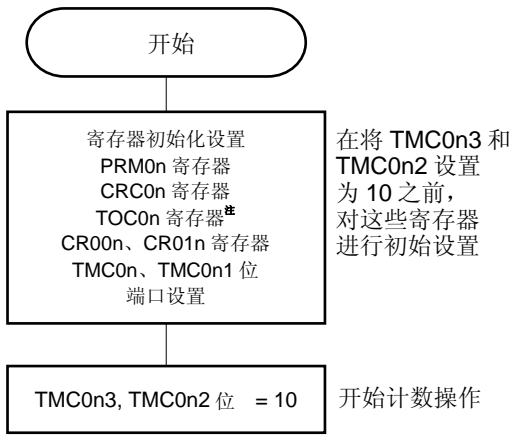 开始
寄存器初始化设置
PRM0n 寄存器
CRC0n 寄存器
TOC0n 寄存器注
CR00n、CR01n 寄存器
TMC0n、TMC0n1 位
端口设置
在将 TMC0n3 和
TMC0n2 设置
为 10 之前，
对这些寄存器
进行初始设置
TMC0n3, TMC0n2 位 = 10
开始计数操作